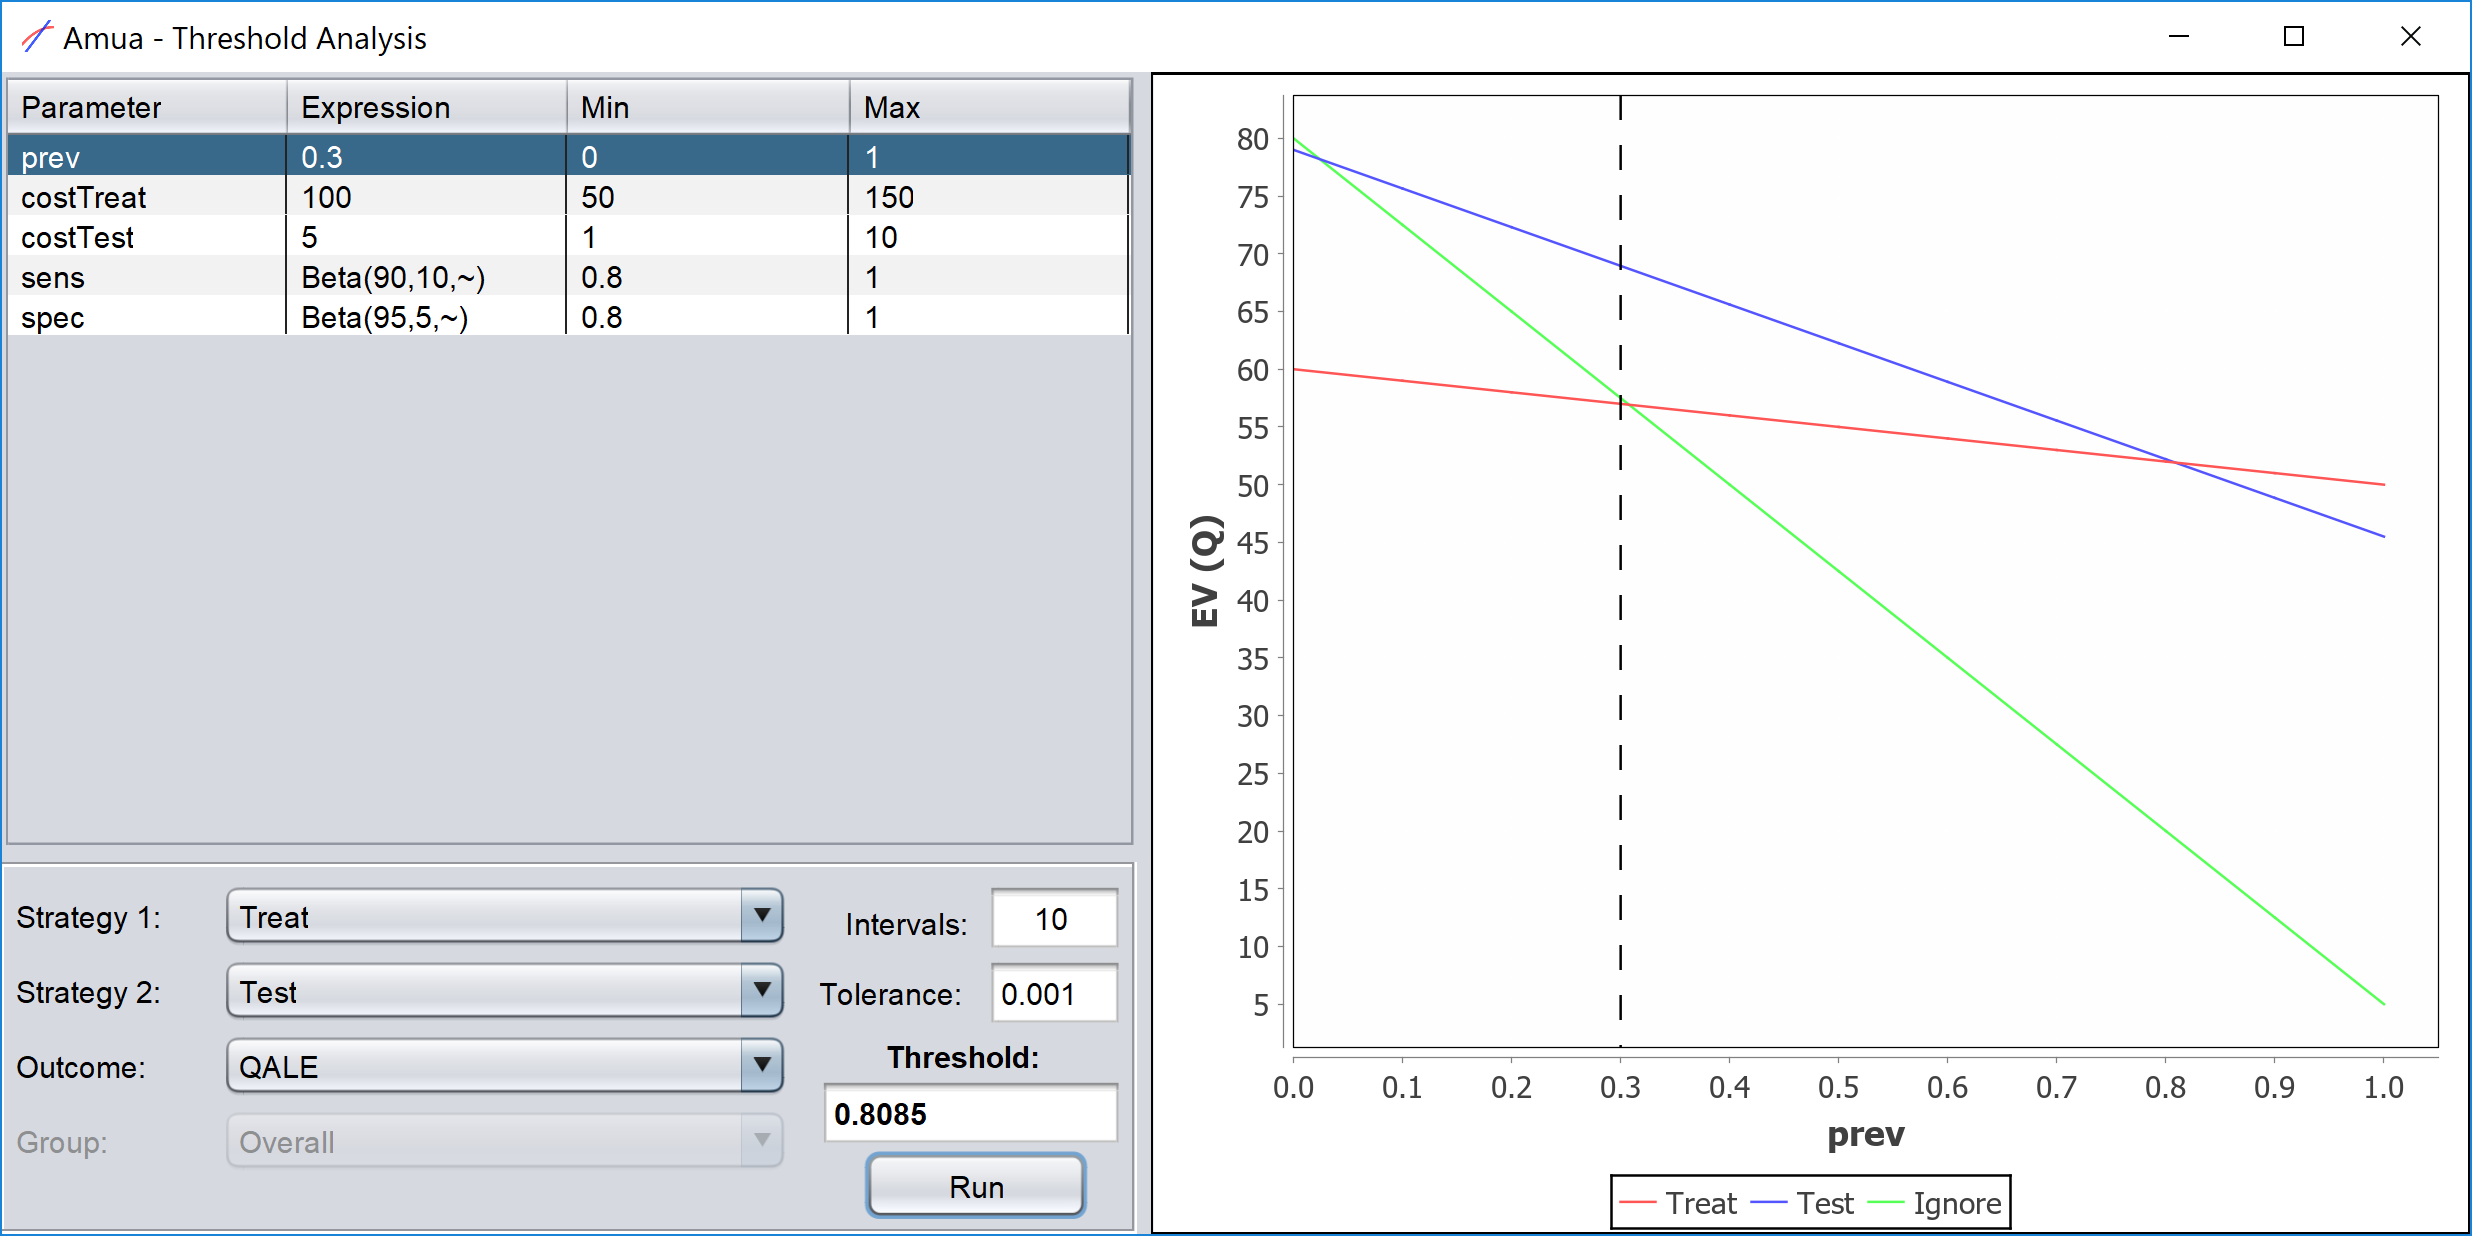 Amua - Threshold Analysis
Parameter Expression Min Max
prev 0.3 0 1
costTreat 100 50 150
costTest 5 1 10
sens Beta(90,10,~) 0.8 1
spec Beta(95,5,~) 0.8 1
Strategy 1: Treat
Intervals: 10
Strategy 2: Test
Tolerance: 0.001
Outcome: QALE
Threshold:
0.8085
Group: Overall
Run
EV (Q)
80
75
70
65
60
55
50
45
40
35
30
25
20
15
10
5
0.0 0.1 0.2 0.3 0.4 0.5 0.6 0.7 0.8 0.9 1.0
prev
Treat Test Ignore